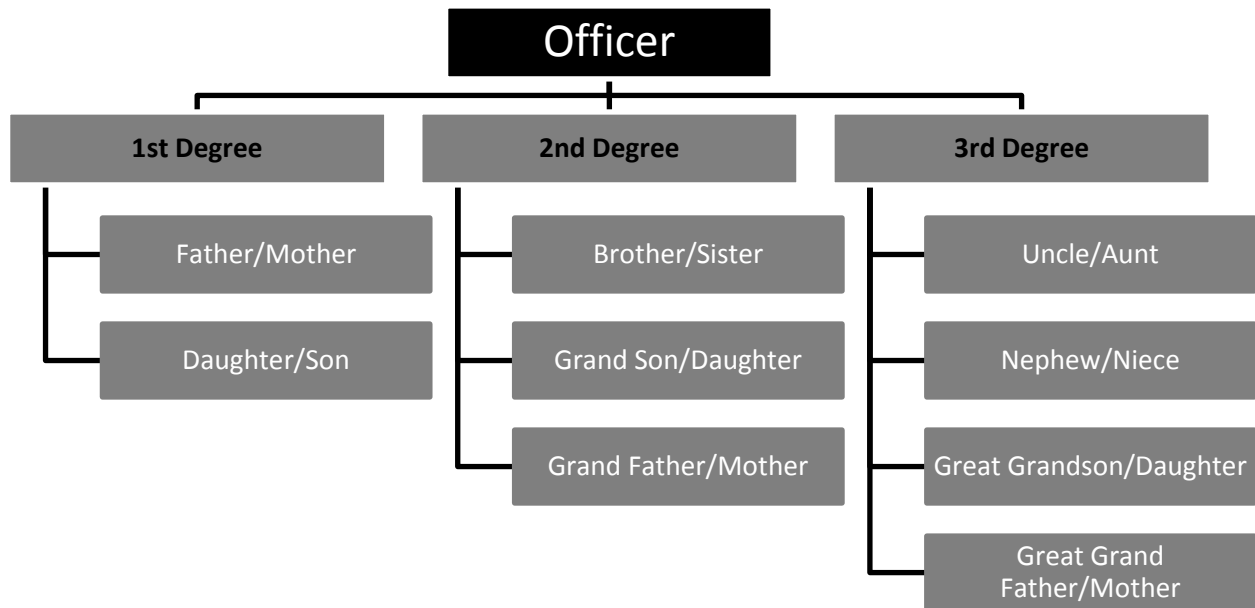 Officer
1st Degree
Father/Mother
Daughter/Son
2nd Degree
Brother/Sister
Grand Son/Daughter
Grand Father/Mother
3rd Degree
Uncle/Aunt
Nephew/Niece
Great Grandson/Daughter
Great Grand
Father/Mother